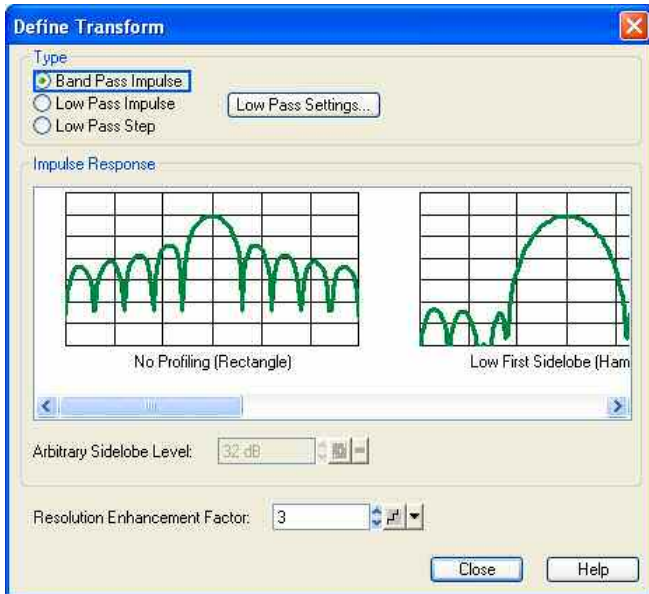 Define Transform
Type
Band Pass Impulse
Low Pass Impulse
Low Pass Settings...
Low Pass Step
Impulse Response
No Profiling (Rectangle)
Low First Sidelobe (Ham
Arbitrary Sidelobe Level:
32 dB
Resolution Enhancement Factor:
3
Close
Help